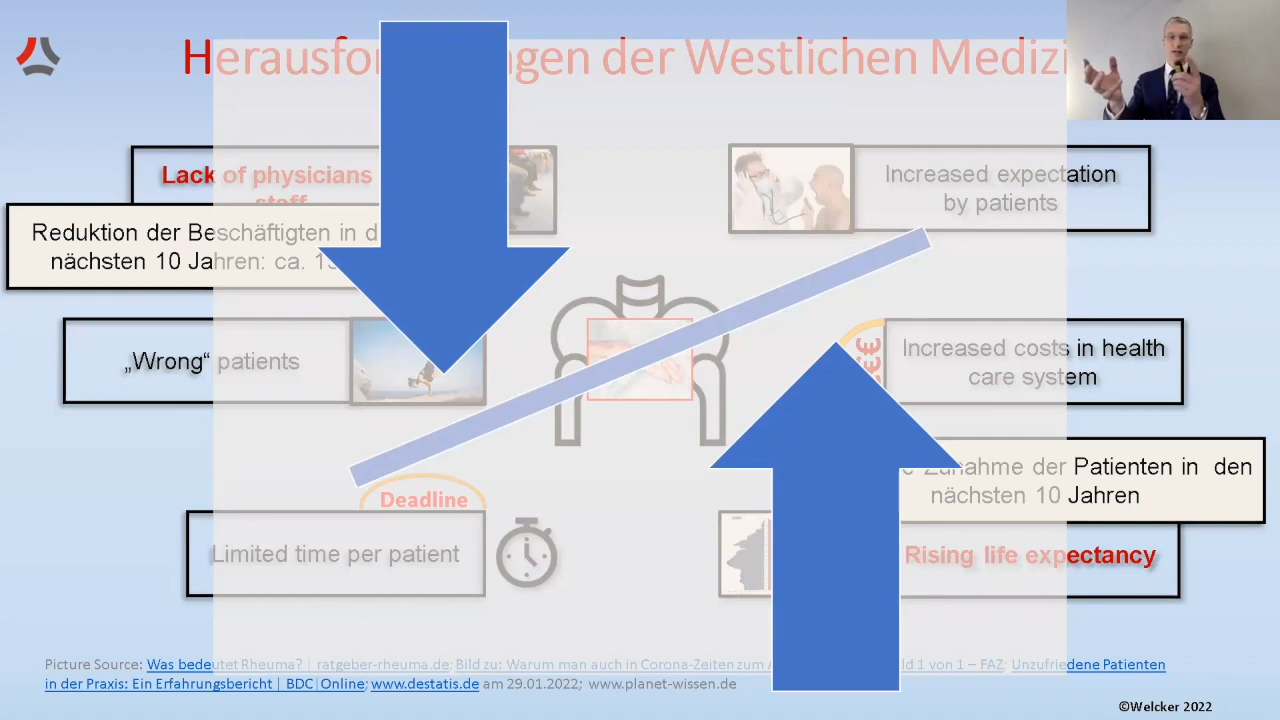 Herausfo ngen der Westlichen Medizi
Lack of physicians
staff
Increased expectation
by patients
Reduktion der Beschäftigten in d
nächsten 10 Jahren: ca.
„Wrong“ patients
Increased costs in health
care system
Zunahme der Patienten in den
nächsten 10 Jahren
Deadline
Limited time per patient
Rising life expectancy
Picture Source: Was bedeutet Rheuma? | ratgeber-rheuma.de; Bild zu: Warum man auch in Corona-Zeiten zum ld 1 von 1 – FAZ; Unzufriedene Patienten
in der Praxis: Ein Erfahrungsbericht | BDC|Online; www.destatis.de am 29.01.2022; www.planet-wissen.de
©Welcker 2022